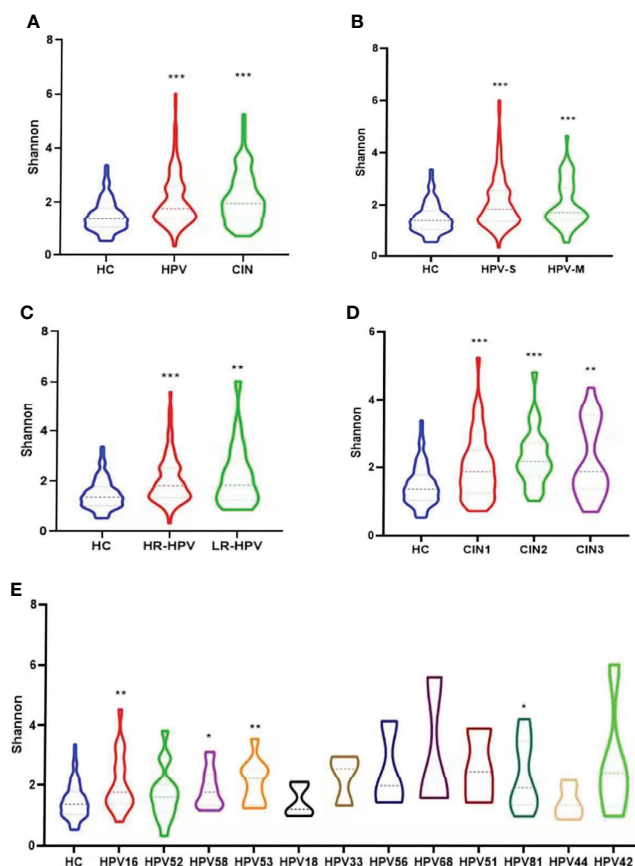 A
8
6
4
2
0
Shannon
***
***
HC
HPV
CIN
B
8
6
4
2
0
Shannon
***
***
HC
HPV-S
HPV-M
C
8
6
4
2
0
Shannon
***
**
HC
HR-HPV
LR-HPV
D
6
4
2
0
Shannon
***
***
**
HC
CIN1
CIN2
CIN3
E
8
6
4
2
0
Shannon
**
*
**
*
HC HPV16 HPV52 HPV58 HPV53 HPV18 HPV33 HPV56 HPV68 HPV51 HPV81 HPV44 HPV42